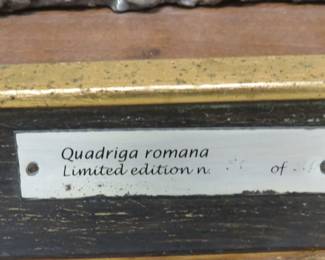 Quadriga romana
Limited edition n. of